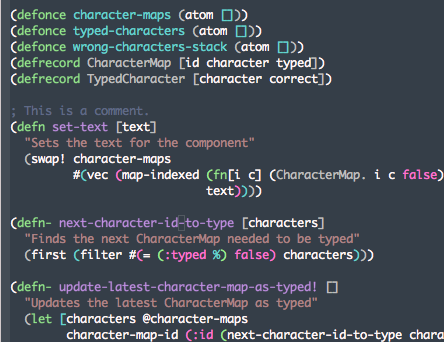 (defonce character-maps (atom []))
(defonce typed-characters (atom []))
(defonce wrong-characters-stack (atom []))
(defrecord CharacterMap [id character typed])
(defrecord TypedCharacter [character correct])
; This is a comment.
(defn set-text [text]
"Sets the text for the component"
(swap! character-maps
#(vec (map-indexed (fn[i c] (CharacterMap. i c false)
text))))
(defn- next-character-id-to-type [characters]
"Finds the next CharacterMap needed to be typed"
(first (filter #(= (:typed %) false) characters)))
(defn- update-latest-character-map-as-typed! []
"Updates the latest CharacterMap as typed"
(let [characters @character-maps
character-map-id (:id (next-character-id-to-type chara